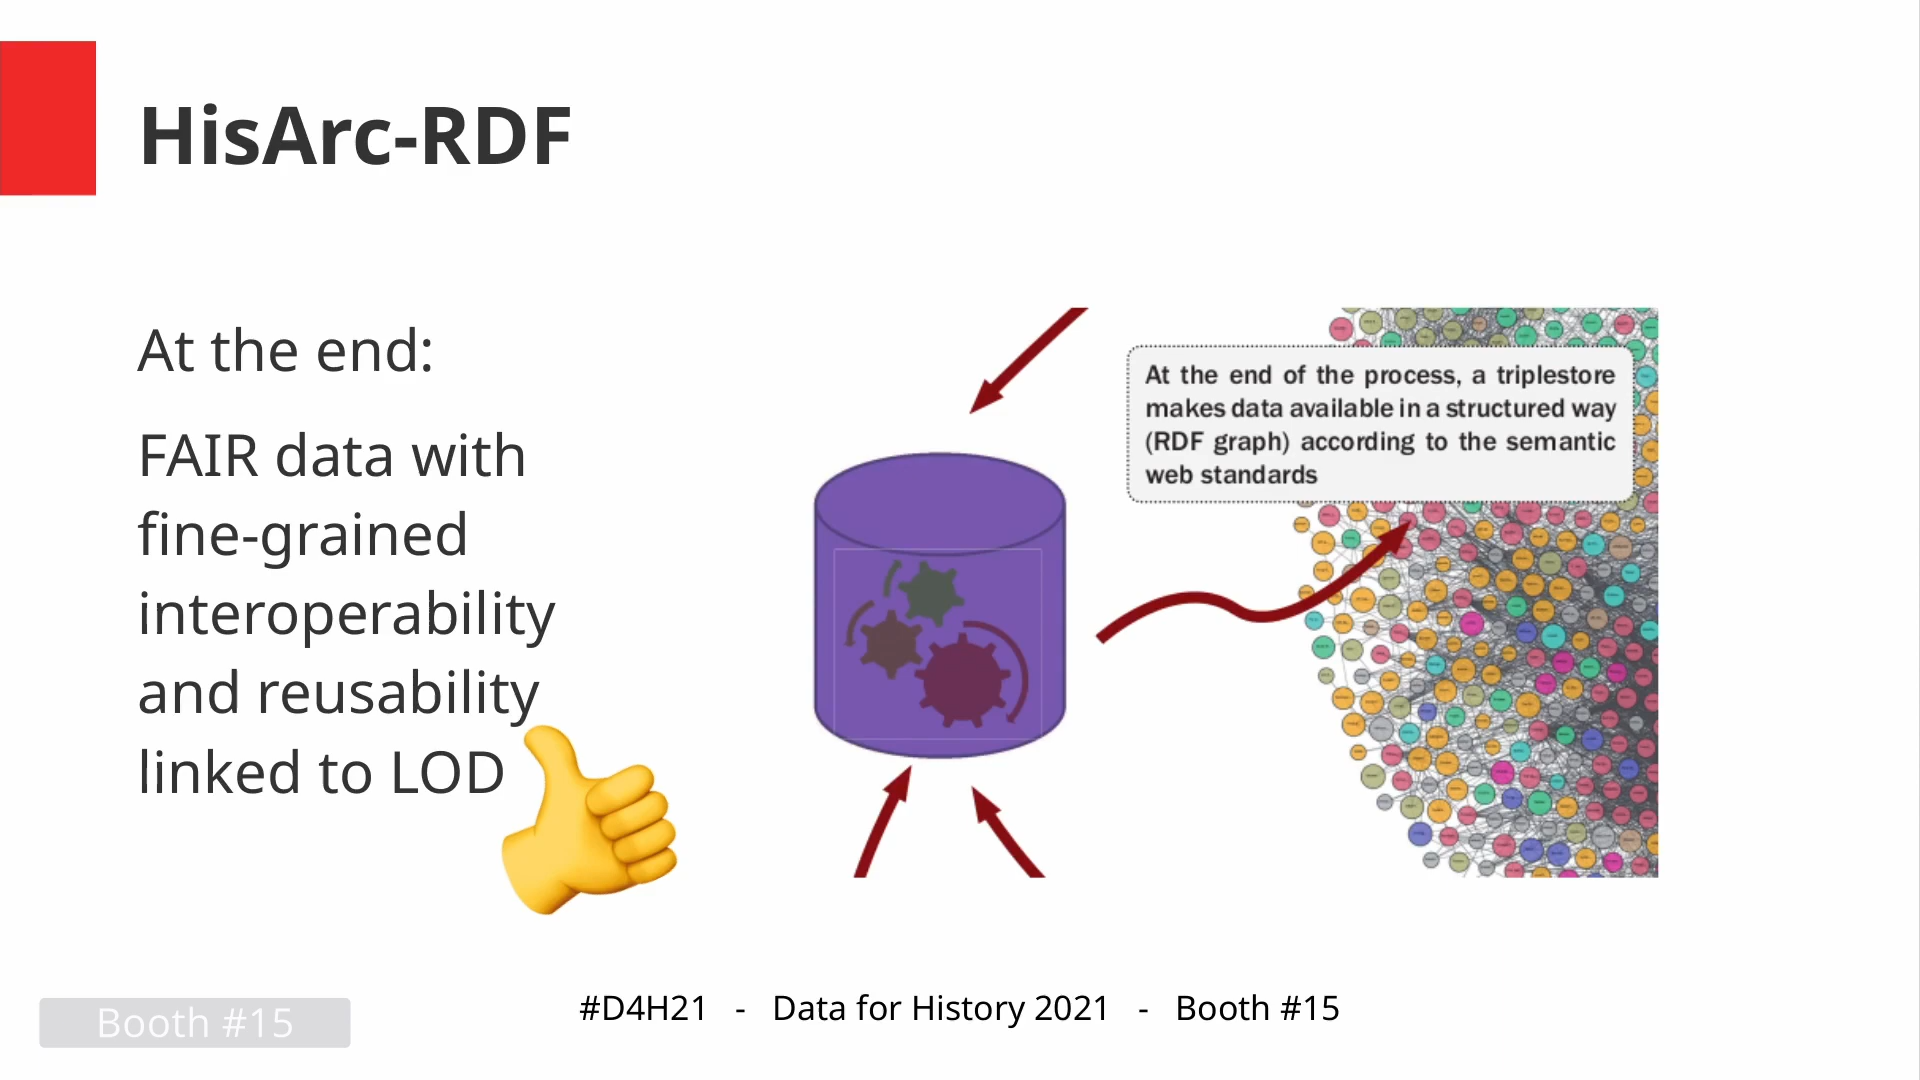 HisArc-RDF
At the end:
FAIR data with
fine-grained
interoperability
and reusability
linked to LOD
At the end of the process, a triplestore
makes data available in a structured way
(RDF graph) according to the semantic
web standards
Booth #15
#D4H21 - Data for History 2021 - Booth #15